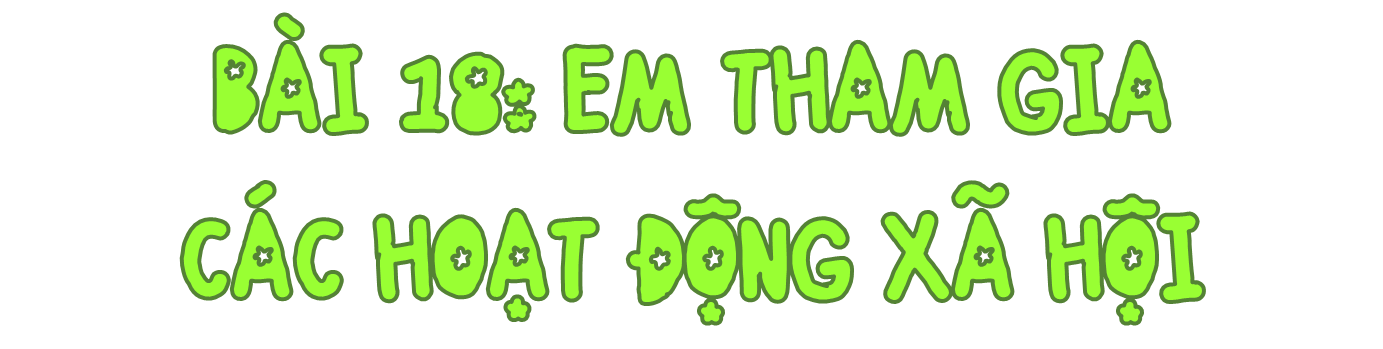 BÀI 18: EM THAM GIA
CÁC HOẠT ĐỘNG XÃ HỘI